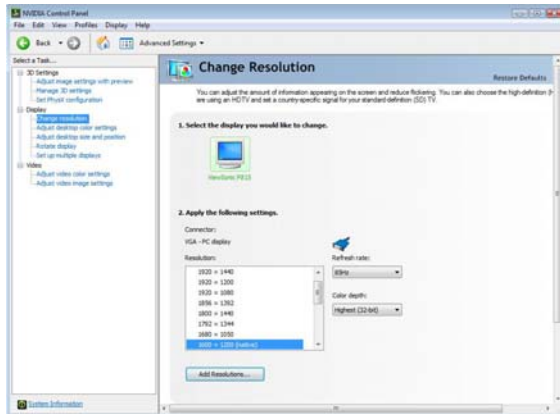 NVIDIA Control Panel
File Edit View Profiles Display Help
Back Advanced Settings
Select a Task...
3D Settings
Adjust image settings with preview
Manage 3D settings
Set PhysX configuration
Display
Change resolution
Adjust desktop color settings
Adjust desktop size and position
Rotate display
Set up multiple displays
Video
Adjust video color settings
Adjust video image settings
System Information
Change Resolution
Restore Defaults
You can adjust the amount of information appearing on the screen and reduce flickering. You can also choose the high-definition (H
are using an HDTV and set a country-specific signal for your standard-definition (SD) TV.
1. Select the display you would like to change.
ViewSonic
2. Apply the following settings.
Connector:
VGA - PC display
Resolution:
1920 × 1440
1920 × 1200
1920 × 1080
1856 × 1392
1800 × 1440
1792 × 1344
1680 × 1050
1600 × 1200 (native)
Refresh rate:
Color depth:
Highest (32-bit)
Add Resolutions...